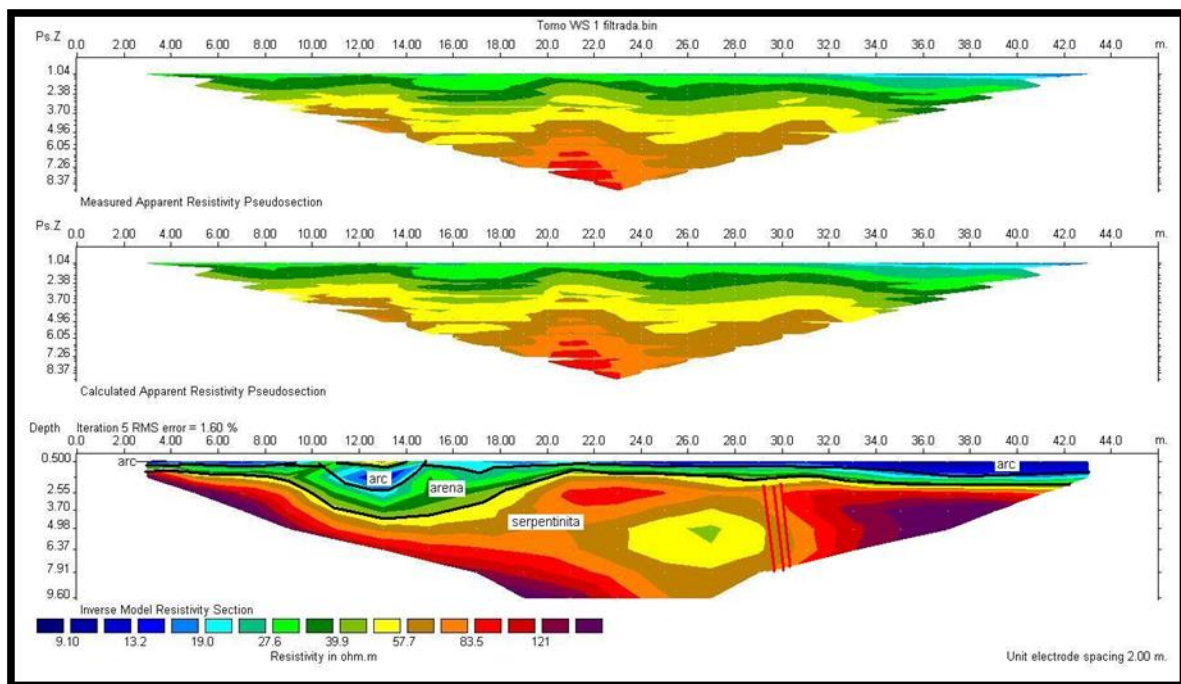 Tomo WS 1 filtrada.bin
Ps.Z 0.0 2.00 4.00 6.00 8.00 10.00 12.00 14.00 16.00 18.00 20.0 22.0 24.0 26.0 28.0 30.0 32.0 34.0 36.0 38.0 40.0 42.0 44.0 m.
1.04
2.38
3.70
4.96
6.05
7.26
8.37
Measured Apparent Resistivity Pseudosection
Ps.Z 0.0 2.00 4.00 6.00 8.00 10.00 12.00 14.00 16.00 18.00 20.0 22.0 24.0 26.0 28.0 30.0 32.0 34.0 36.0 38.0 40.0 42.0 44.0 m.
1.04
2.38
3.70
4.96
6.05
7.26
8.37
Calculated Apparent Resistivity Pseudosection
Depth Iteration 5 RMS error = 1.60 %
0.0 2.00 4.00 6.00 8.00 10.00 12.00 14.00 16.00 18.00 20.0 22.0 24.0 26.0 28.0 30.0 32.0 34.0 36.0 38.0 40.0 42.0 44.0 m.
0.500 arc arc
arc
2.55 arena
3.70
4.98 serpentinita
6.37
7.91
9.60
Inverse Model Resistivity Section
9.10 13.2 19.0 27.6 39.9 57.7 83.5 121
Resistivity in ohm.m Unit electrode spacing 2.00 m.